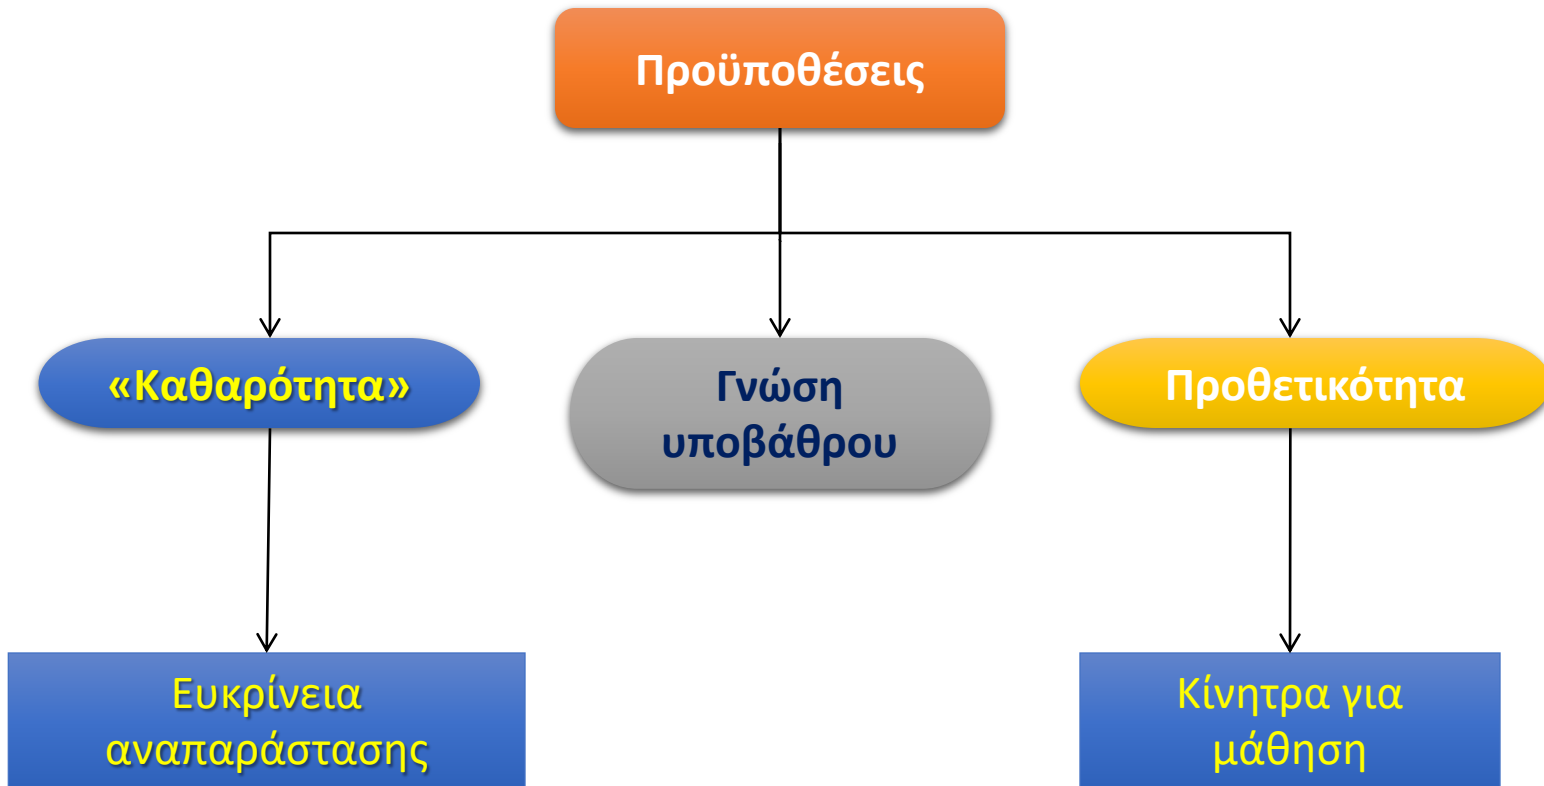 Προϋποθέσεις
«Καθαρότητα»
Γνώση
υποβάθρου
Προθετικότητα
Ευκρίνεια
αναπαράστασης
Κίνητρα για
μάθηση